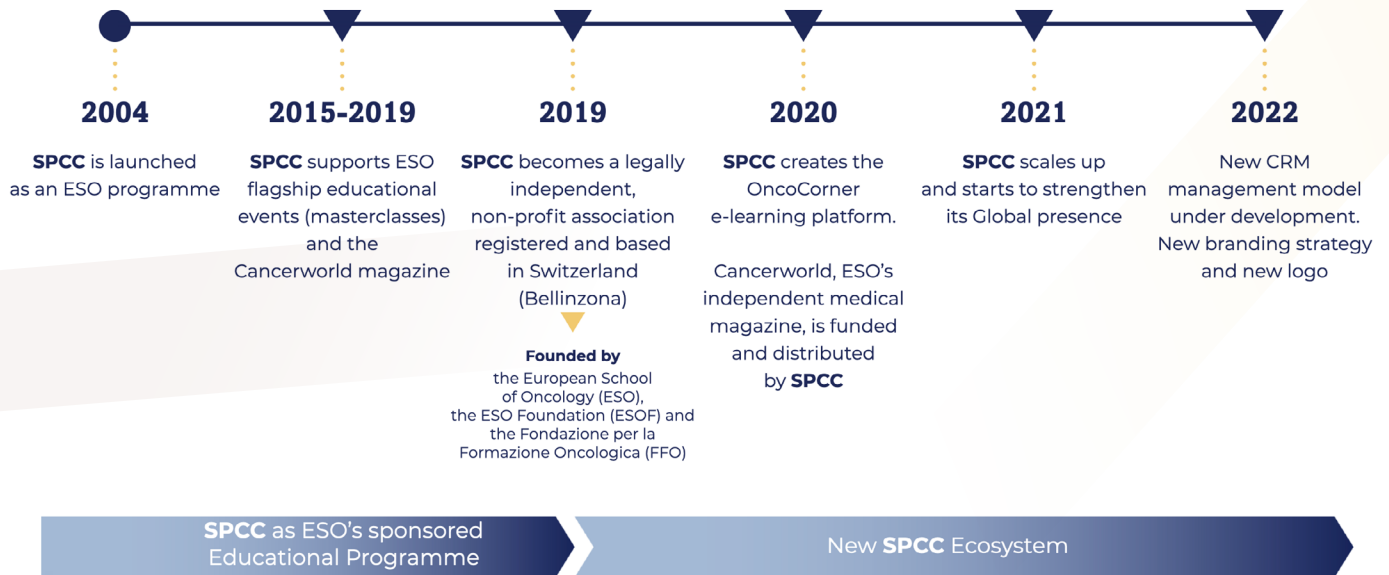 2004
SPCC is launched
as an ESO programme
2015-2019
SPCC supports ESO
flagship educational
events (masterclasses)
and the
Cancerworld magazine
2019
SPCC becomes a legally
independent,
non-profit association
registered and based
in Switzerland
(Bellinzona)
Founded by
the European School
of Oncology (ESO),
the ESO Foundation (ESOF) and
the Fondazione per la
Formazione Oncologica (FFO)
2020
SPCC creates the
OncoCorner
e-learning platform.
Cancerworld, ESO's
independent medical
magazine, is funded
and distributed
by SPCC
2021
SPCC scales up
and starts to strengthen
its Global presence
2022
New CRM
management model
under development.
New branding strategy
and new logo
SPCC as ESO's sponsored
Educational Programme
New SPCC Ecosystem